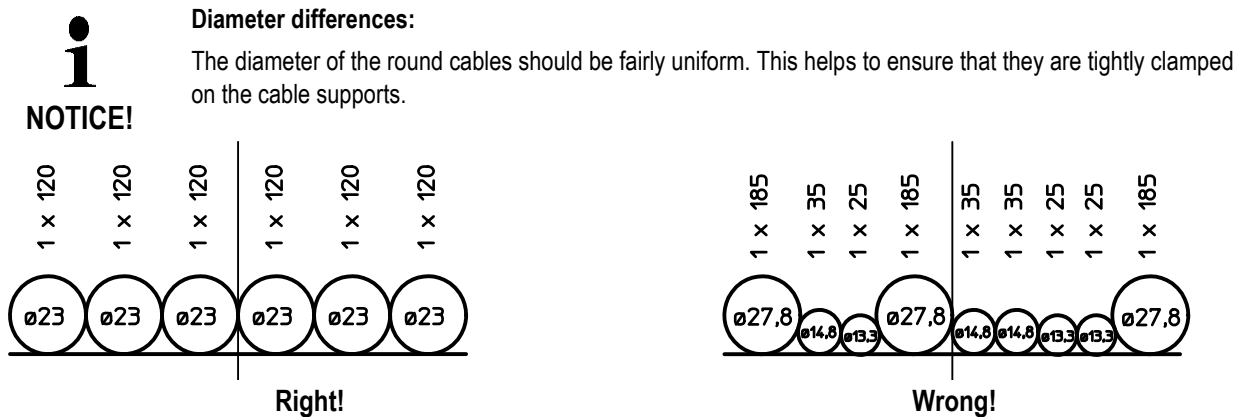 Diameter differences:
The diameter of the round cables should be fairly uniform. This helps to ensure that they are tightly clamped
on the cable supports.
NOTICE!
1 x 120
1 x 120
1 x 120
1 x 120
1 x 120
1 x 120
ø23
ø23
ø23
ø23
ø23
ø23
Right!
1 x 185
1 x 35
1 x 25
1 x 185
1 x 35
1 x 35
1 x 25
1 x 25
1 x 185
ø27,8
ø14,8
ø13,3
ø27,8
ø14,8
ø14,8
ø13,3
ø13,3
ø27,8
Wrong!